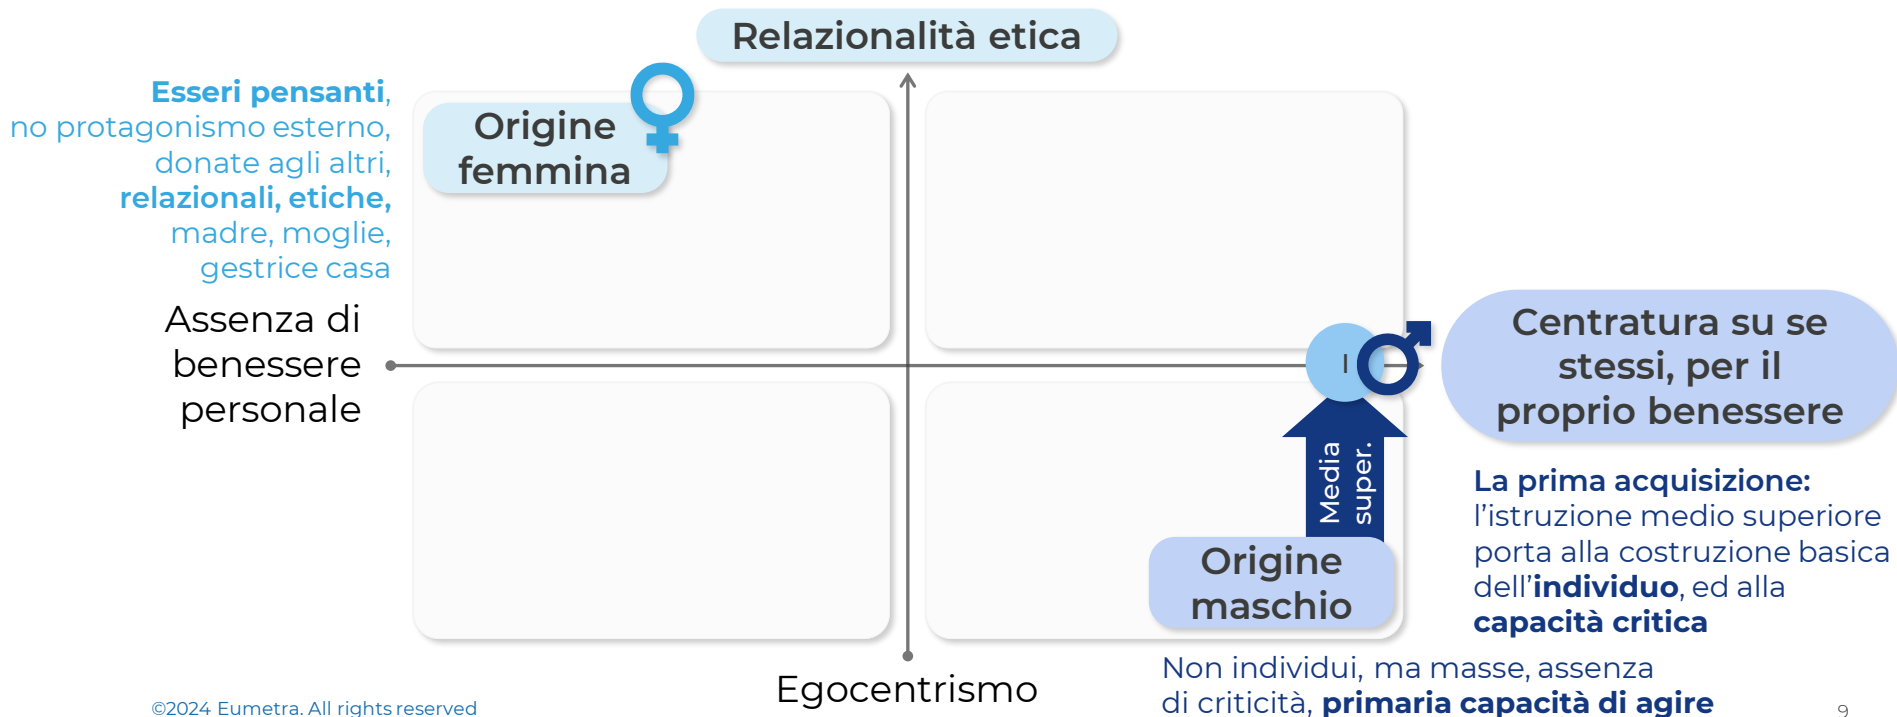 Relazionalità etica
Esseri pensanti,
no protagonismo esterno,
donate agli altri,
relazionali, etiche,
madre, moglie,
gestrice casa
Origine
femmina
Assenza di
benessere
personale
I
Centratura su se
stessi, per il
proprio benessere
Media
super.
La prima acquisizione:
l’istruzione medio superiore
porta alla costruzione basica
dell’individuo, ed alla
capacità critica
Origine
maschio
Egocentrismo
Non individui, ma masse, assenza
di criticità, primaria capacità di agire
©2024 Eumetra. All rights reserved
9